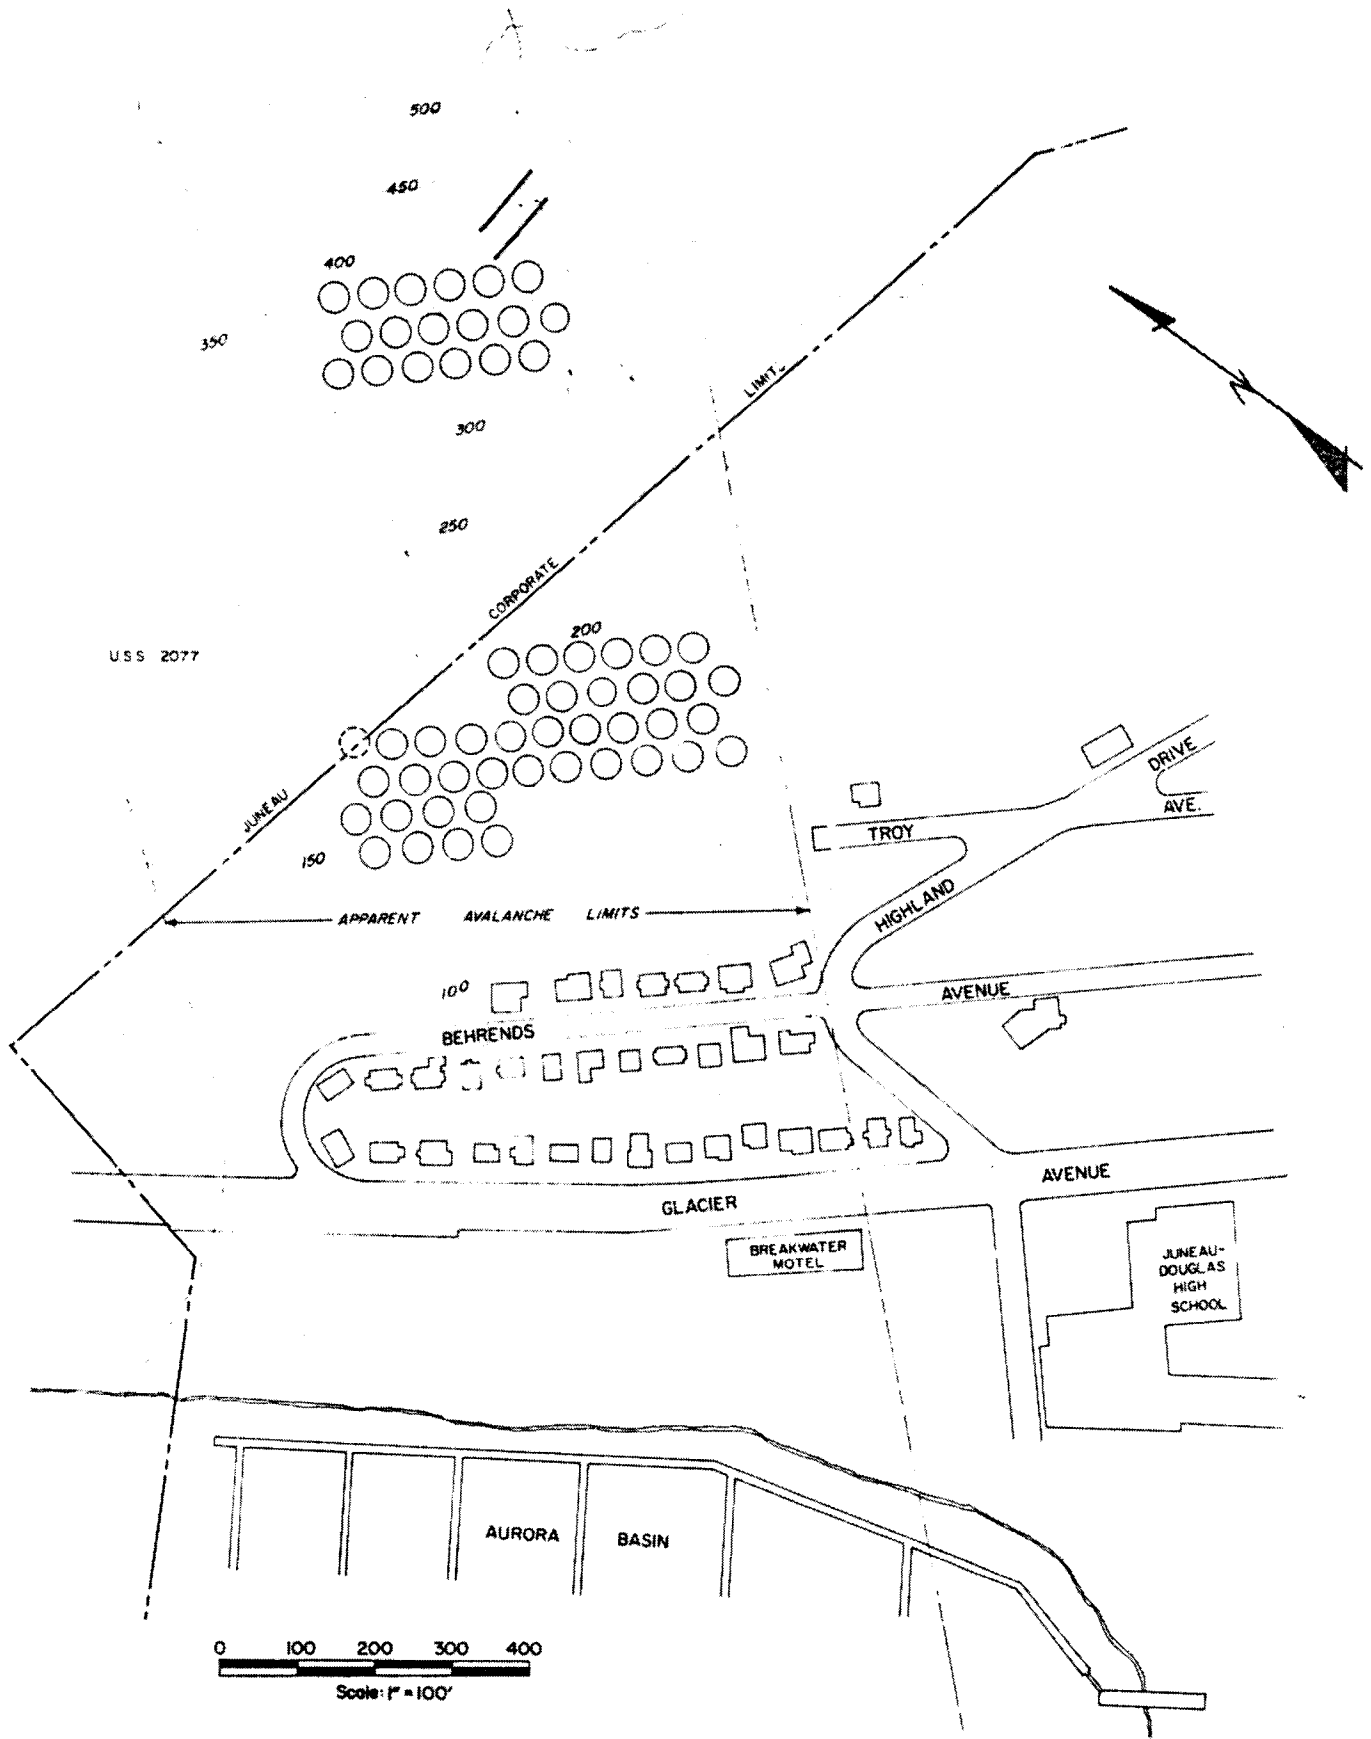 500
450
400
350
300
LIMIT
N
250
CORPORATE
U.S.S 2077
200
JUNEAU
150
DRIVE
AVE.
TROY
HIGHLAND
APPARENT AVALANCHE LIMITS
100
AVENUE
BEHRENDS
AVENUE
GLACIER
BREAKWATER
MOTEL
JUNEAU-
DOUGLAS
HIGH
SCHOOL
AURORA BASIN
0 100 200 300 400
Scale: 1" = 100'